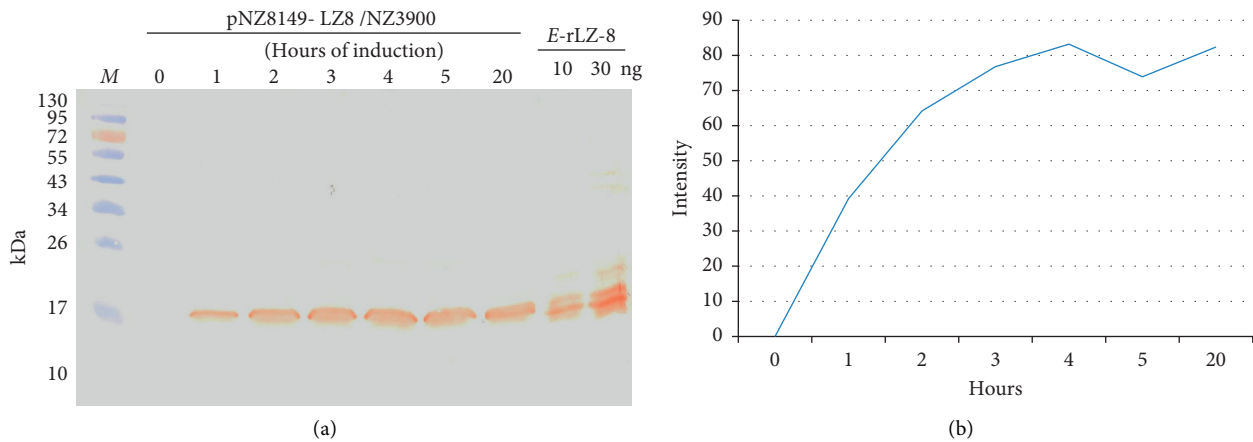 pNZ8149- LZ8 /NZ3900
(Hours of induction)
E-rLZ-8
M 0 1 2 3 4 5 20 10 30 ng
130
95
72
55
43
34
26
17
10
kDa
(a)
90
80
70
60
50
40
30
20
10
0
Intensity
0 1 2 3 4 5 20
Hours
(b)